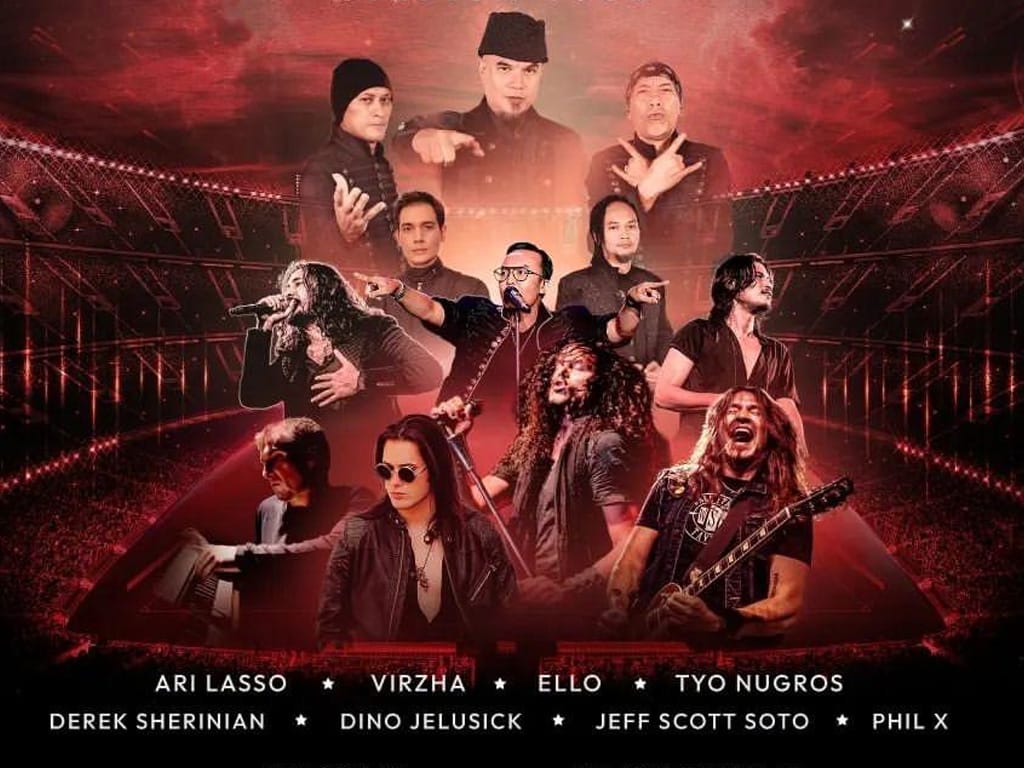 ARI LASSO ★ VIRZHA ★ ELLO ★ TYO NUGROS
DEREK SHERINIAN ★ DINO JELUSICK ★ JEFF SCOTT SOTO ★ PHIL X